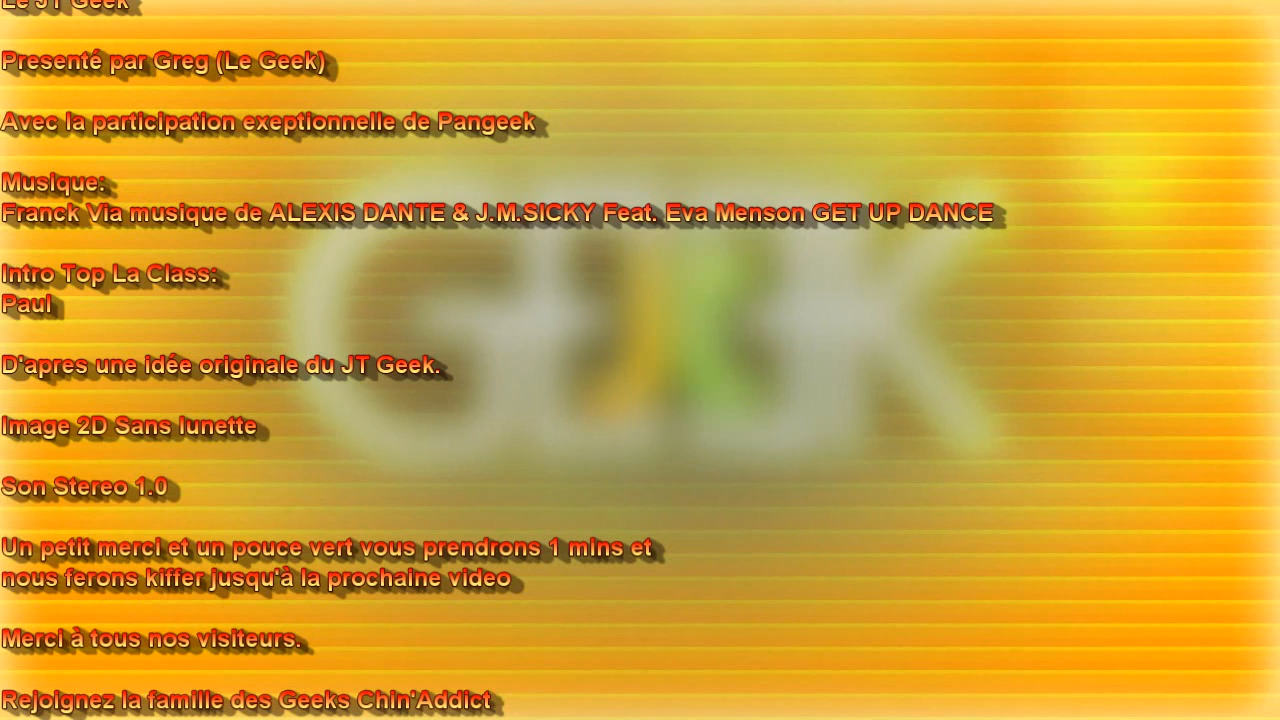 Le JT Geek
Presenté par Greg (Le Geek)
Avec la participation exeptionnelle de Pangeek
Musique:
Franck Via musique de ALEXIS DANTE & J.M.SICKY Feat. Eva Menson GET UP DANCE
Intro Top La Class:
Paul
D'apres une idée originale du JT Geek.
Image 2D Sans lunette
Son Stereo 1.0
Un petit merci et un pouce vert vous prendrons 1 mins et
nous ferons kiffer jusqu'à la prochaine video
Merci à tous nos visiteurs.
Rejoignez la famille des Geeks Chin'Addict